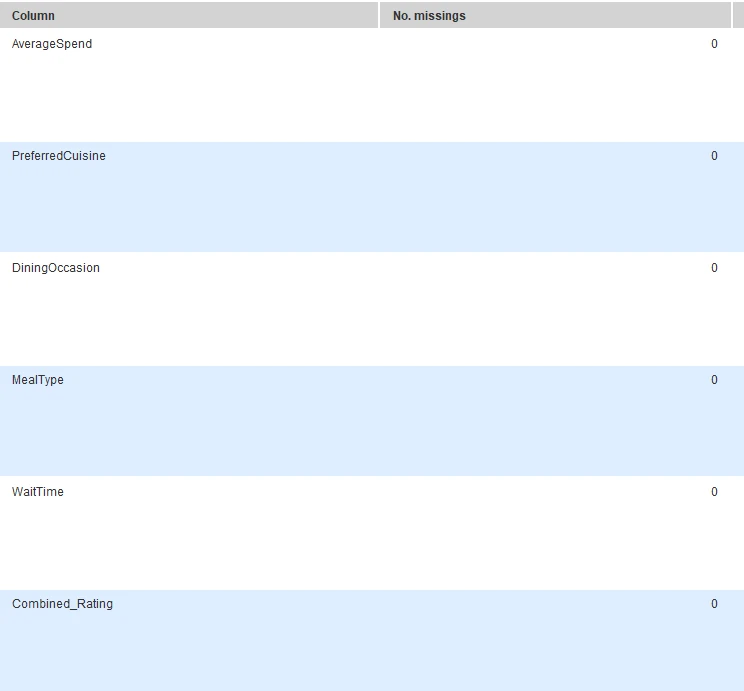 Column No. missings
AverageSpend 0
PreferredCuisine 0
DiningOccasion 0
MealType 0
WaitTime 0
Combined_Rating 0